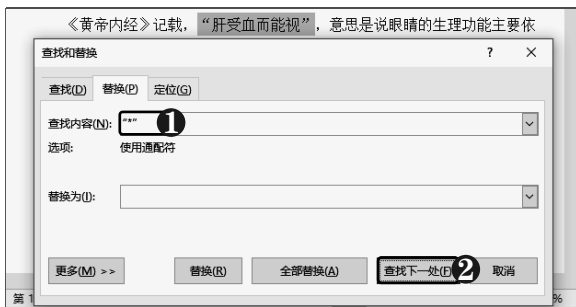 《黄帝内经》记载，“肝受血而能视”，意思是说眼睛的生理功能主要依
查找和替换 ? ×
查找(D) 替换(P) 定位(G)
查找内容(N): "*" 1
选项: 使用通配符
替换为(I):
更多(M) >> 替换(R) 全部替换(A) 查找下一处(F) 2 取消
第 1 %